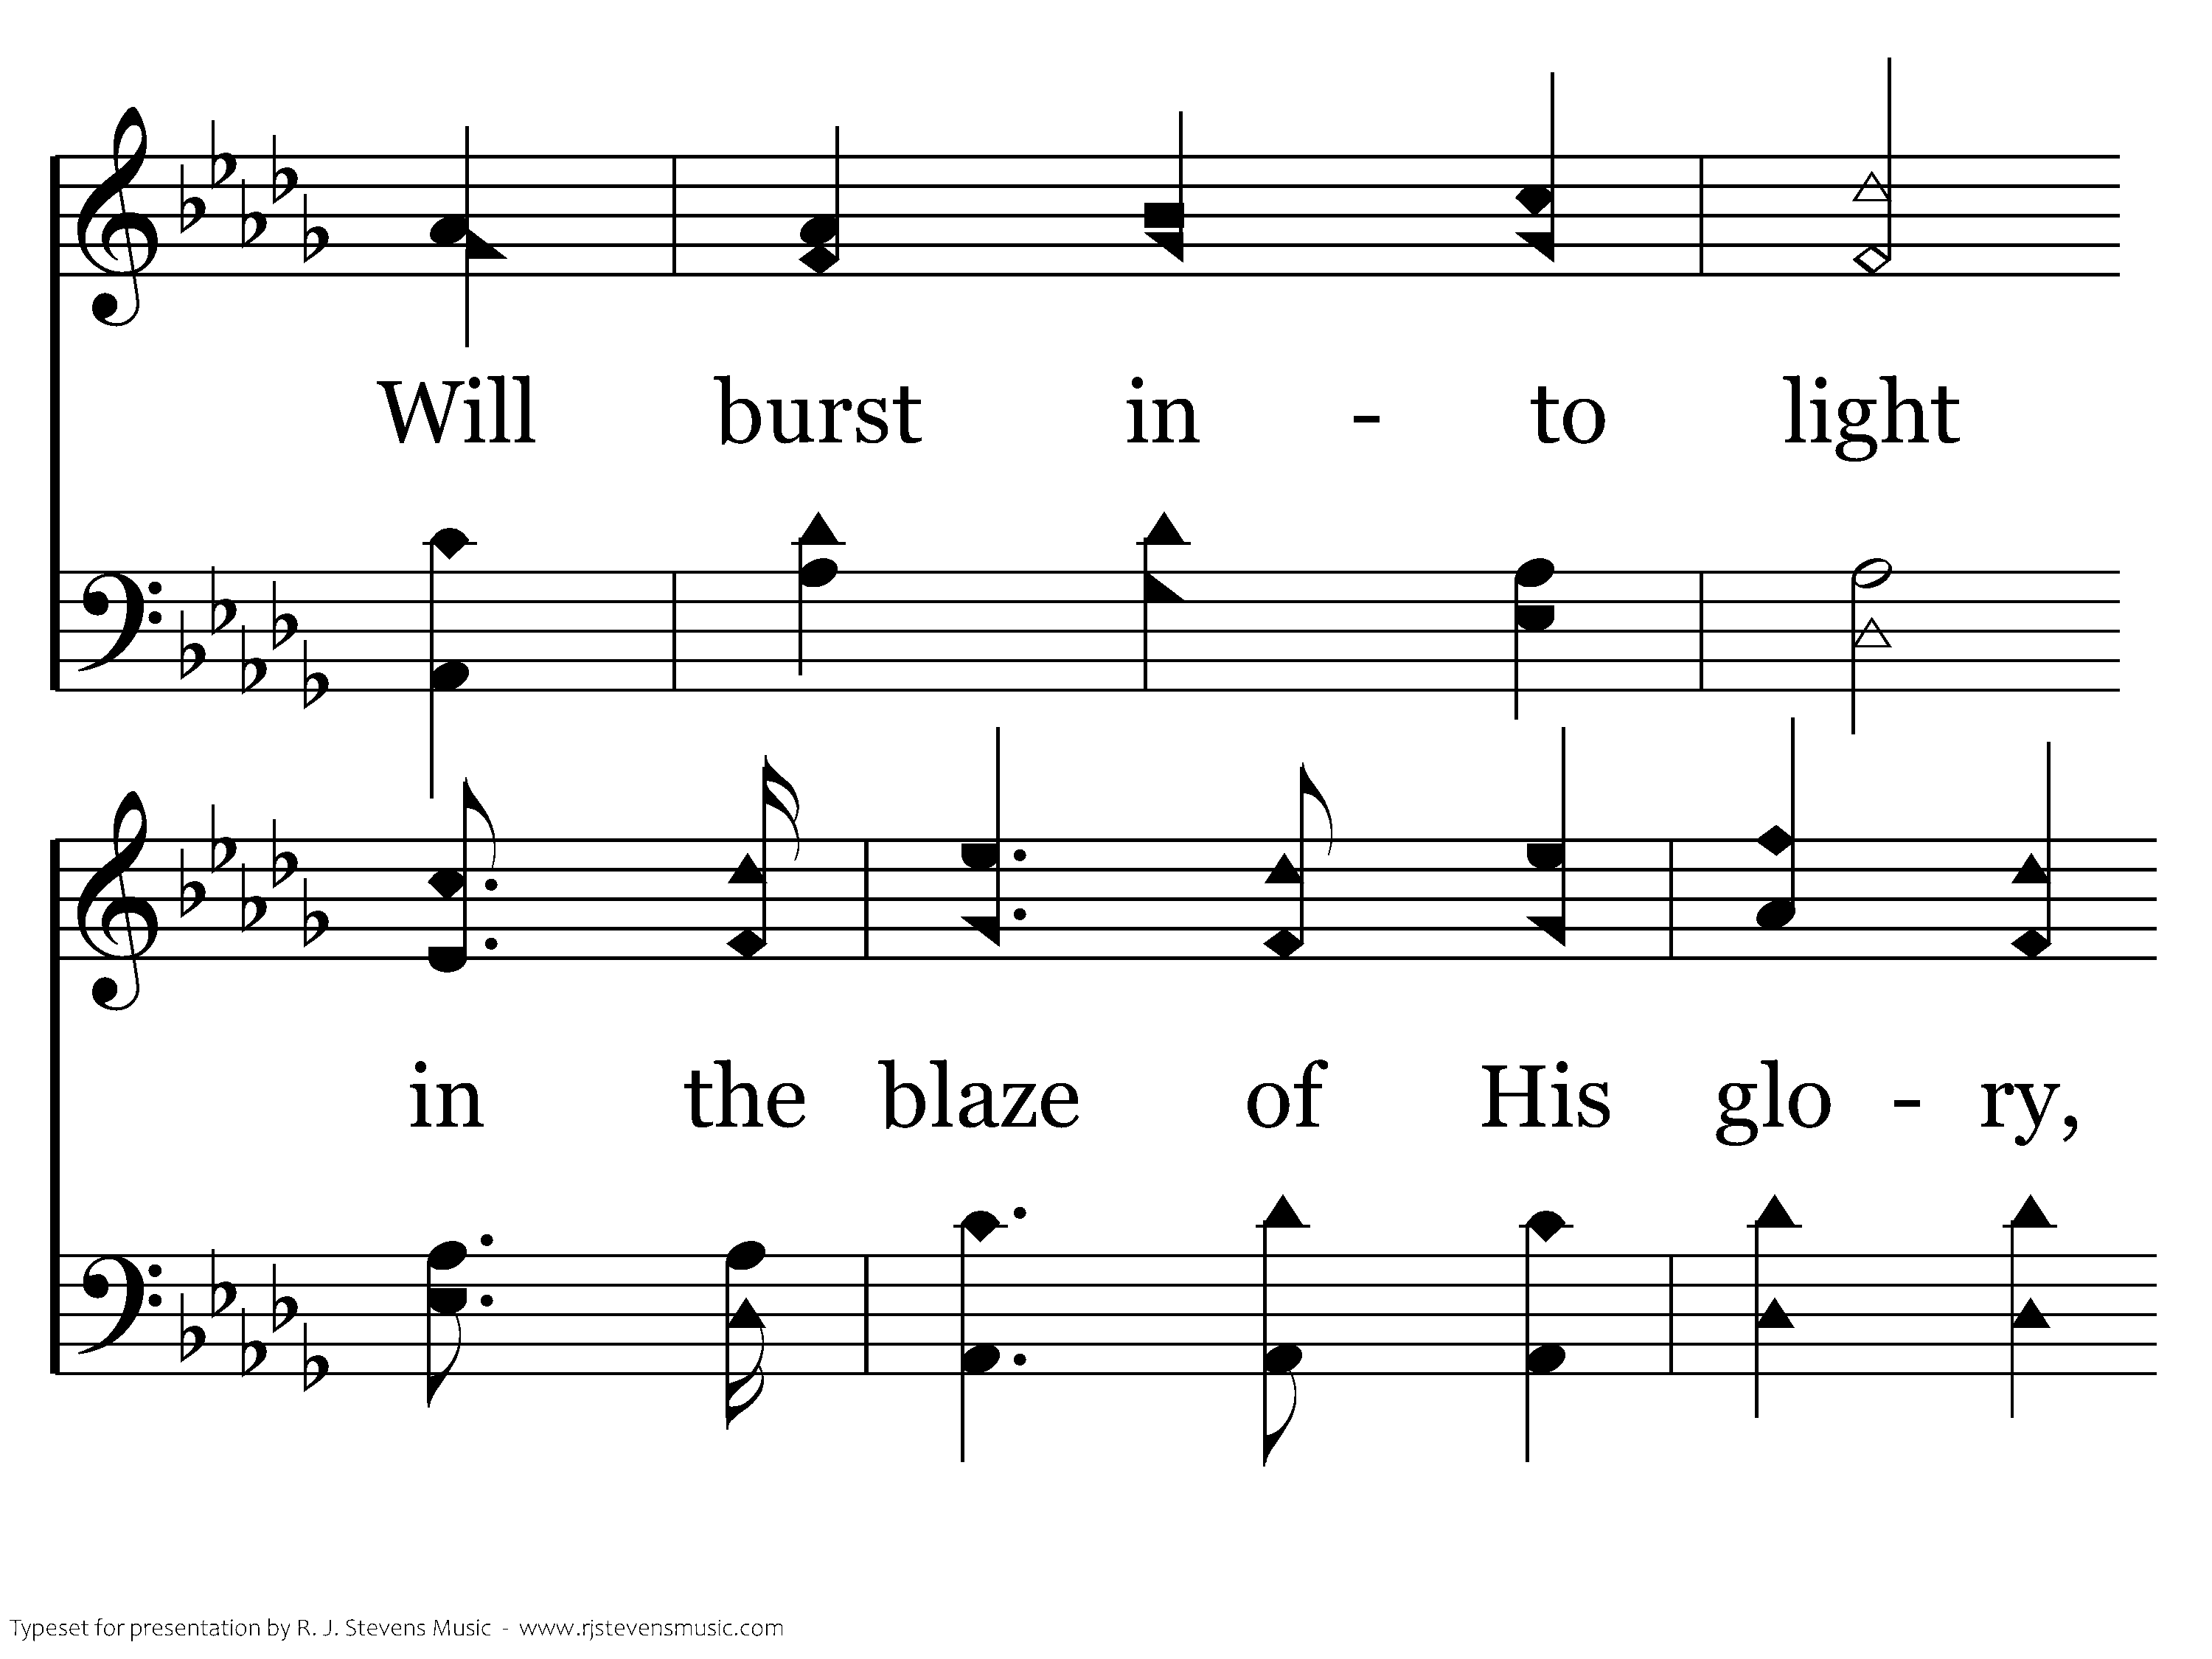 Will burst in - to light
in the blaze of His glo - ry,
Typeset for presentation by R. J. Stevens Music - www.rjstevensmusic.com